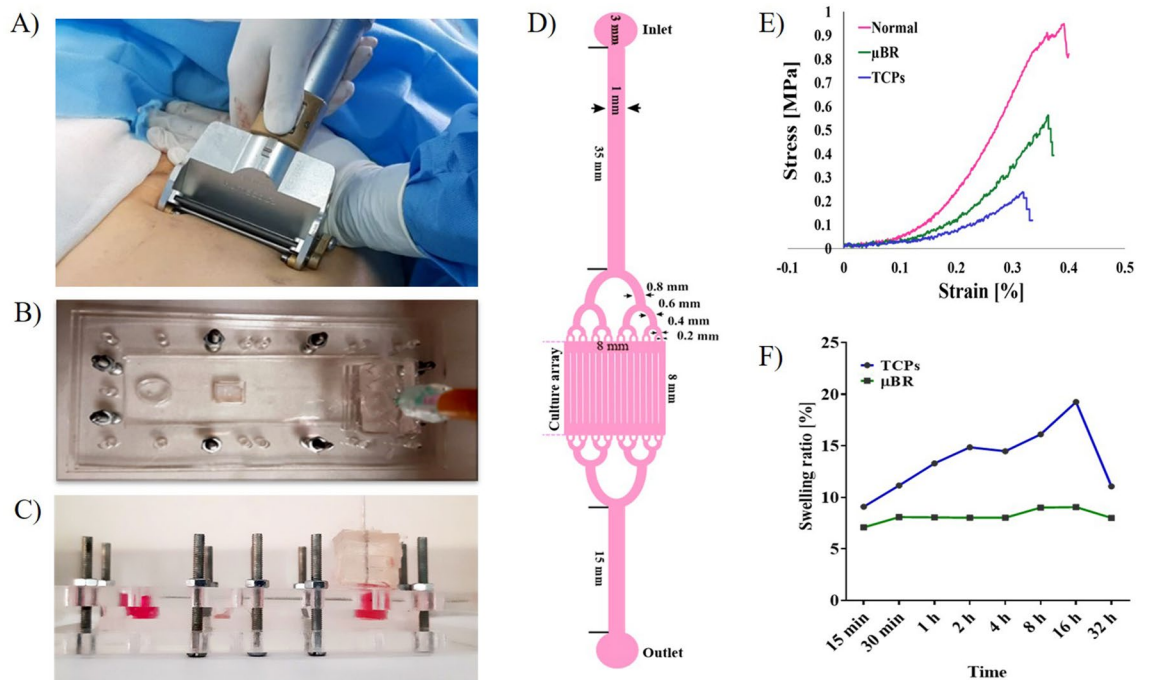 A)
B)
C)
D)
3 mm
Inlet
1 mm
35 mm
0.8 mm
0.6 mm
0.4 mm
0.2 mm
8 mm
Culture array
8 mm
15 mm
Outlet
E)
Stress [MPa]
1
0.9
0.8
0.7
0.6
0.5
0.4
0.3
0.2
0.1
0
Normal
µBR
TCPs
-0.1
0
0.1
0.2
0.3
0.4
0.5
Strain [%]
F)
Swelling ratio [%]
25
20
15
10
5
0
TCPs
µBR
15 min
30 min
1 h
2 h
4 h
8 h
16 h
32 h
Time